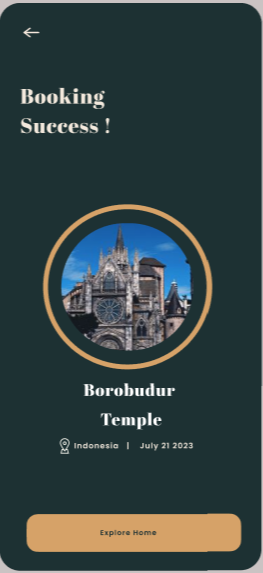 Booking
Success !
Borobudur
Temple
Indonesia | July 21 2023
Explore Home